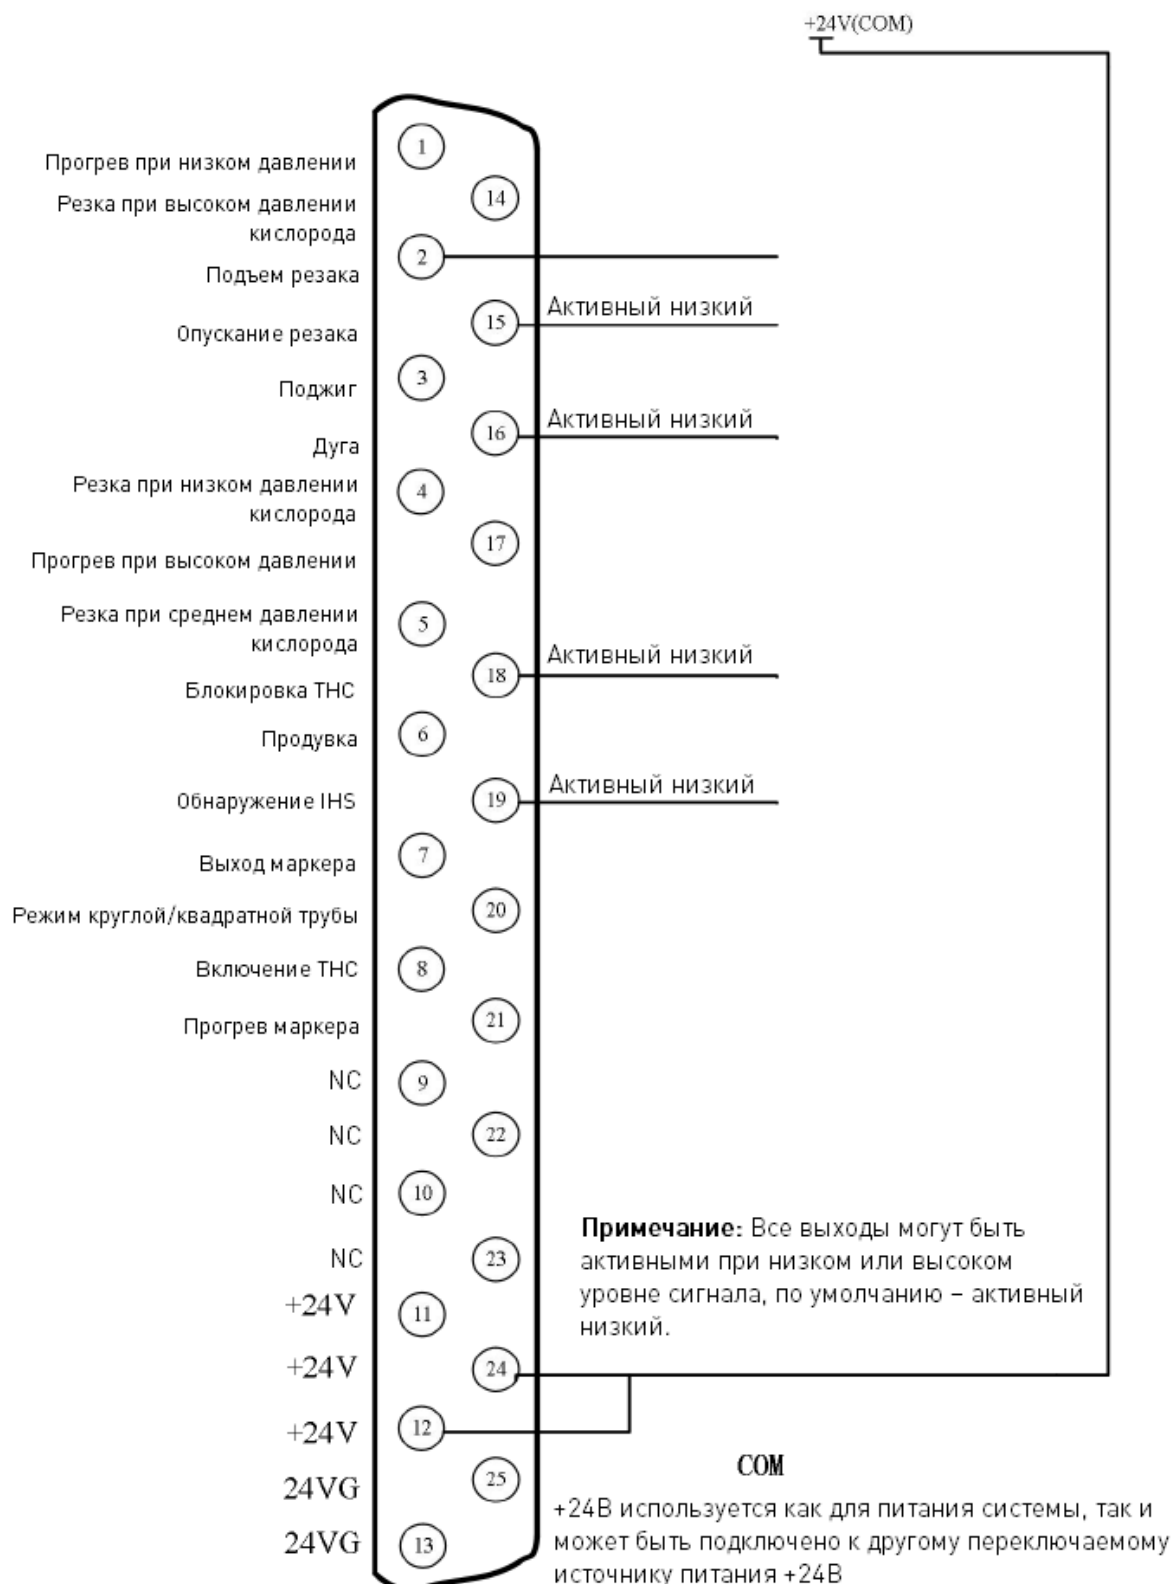 +24V(COM)
1
Прогрев при низком давлении
14
Резка при высоком давлении
кислорода
2
Подъем резака
15
Активный низкий
Опускание резака
3
Поджиг
16
Активный низкий
Дуга
Резка при низком давлении
кислорода
4
17
Прогрев при высоком давлении
Резка при среднем давлении
кислорода
5
18
Активный низкий
Блокировка THC
6
Продувка
19
Активный низкий
Обнаружение IHS
7
Выход маркера
20
Режим круглой/квадратной трубы
8
Включение THC
21
Прогрев маркера
NC
9
NC
22
NC
10
NC
23
Примечание: Все выходы могут быть
активными при низком или высоком
уровне сигнала, по умолчанию – активный
низкий.
+24V
11
+24V
24
+24V
12
COM
24VG
25
24VG
13
+24В используется как для питания системы, так и
может быть подключено к другому переключаемому
источнику питания +24В